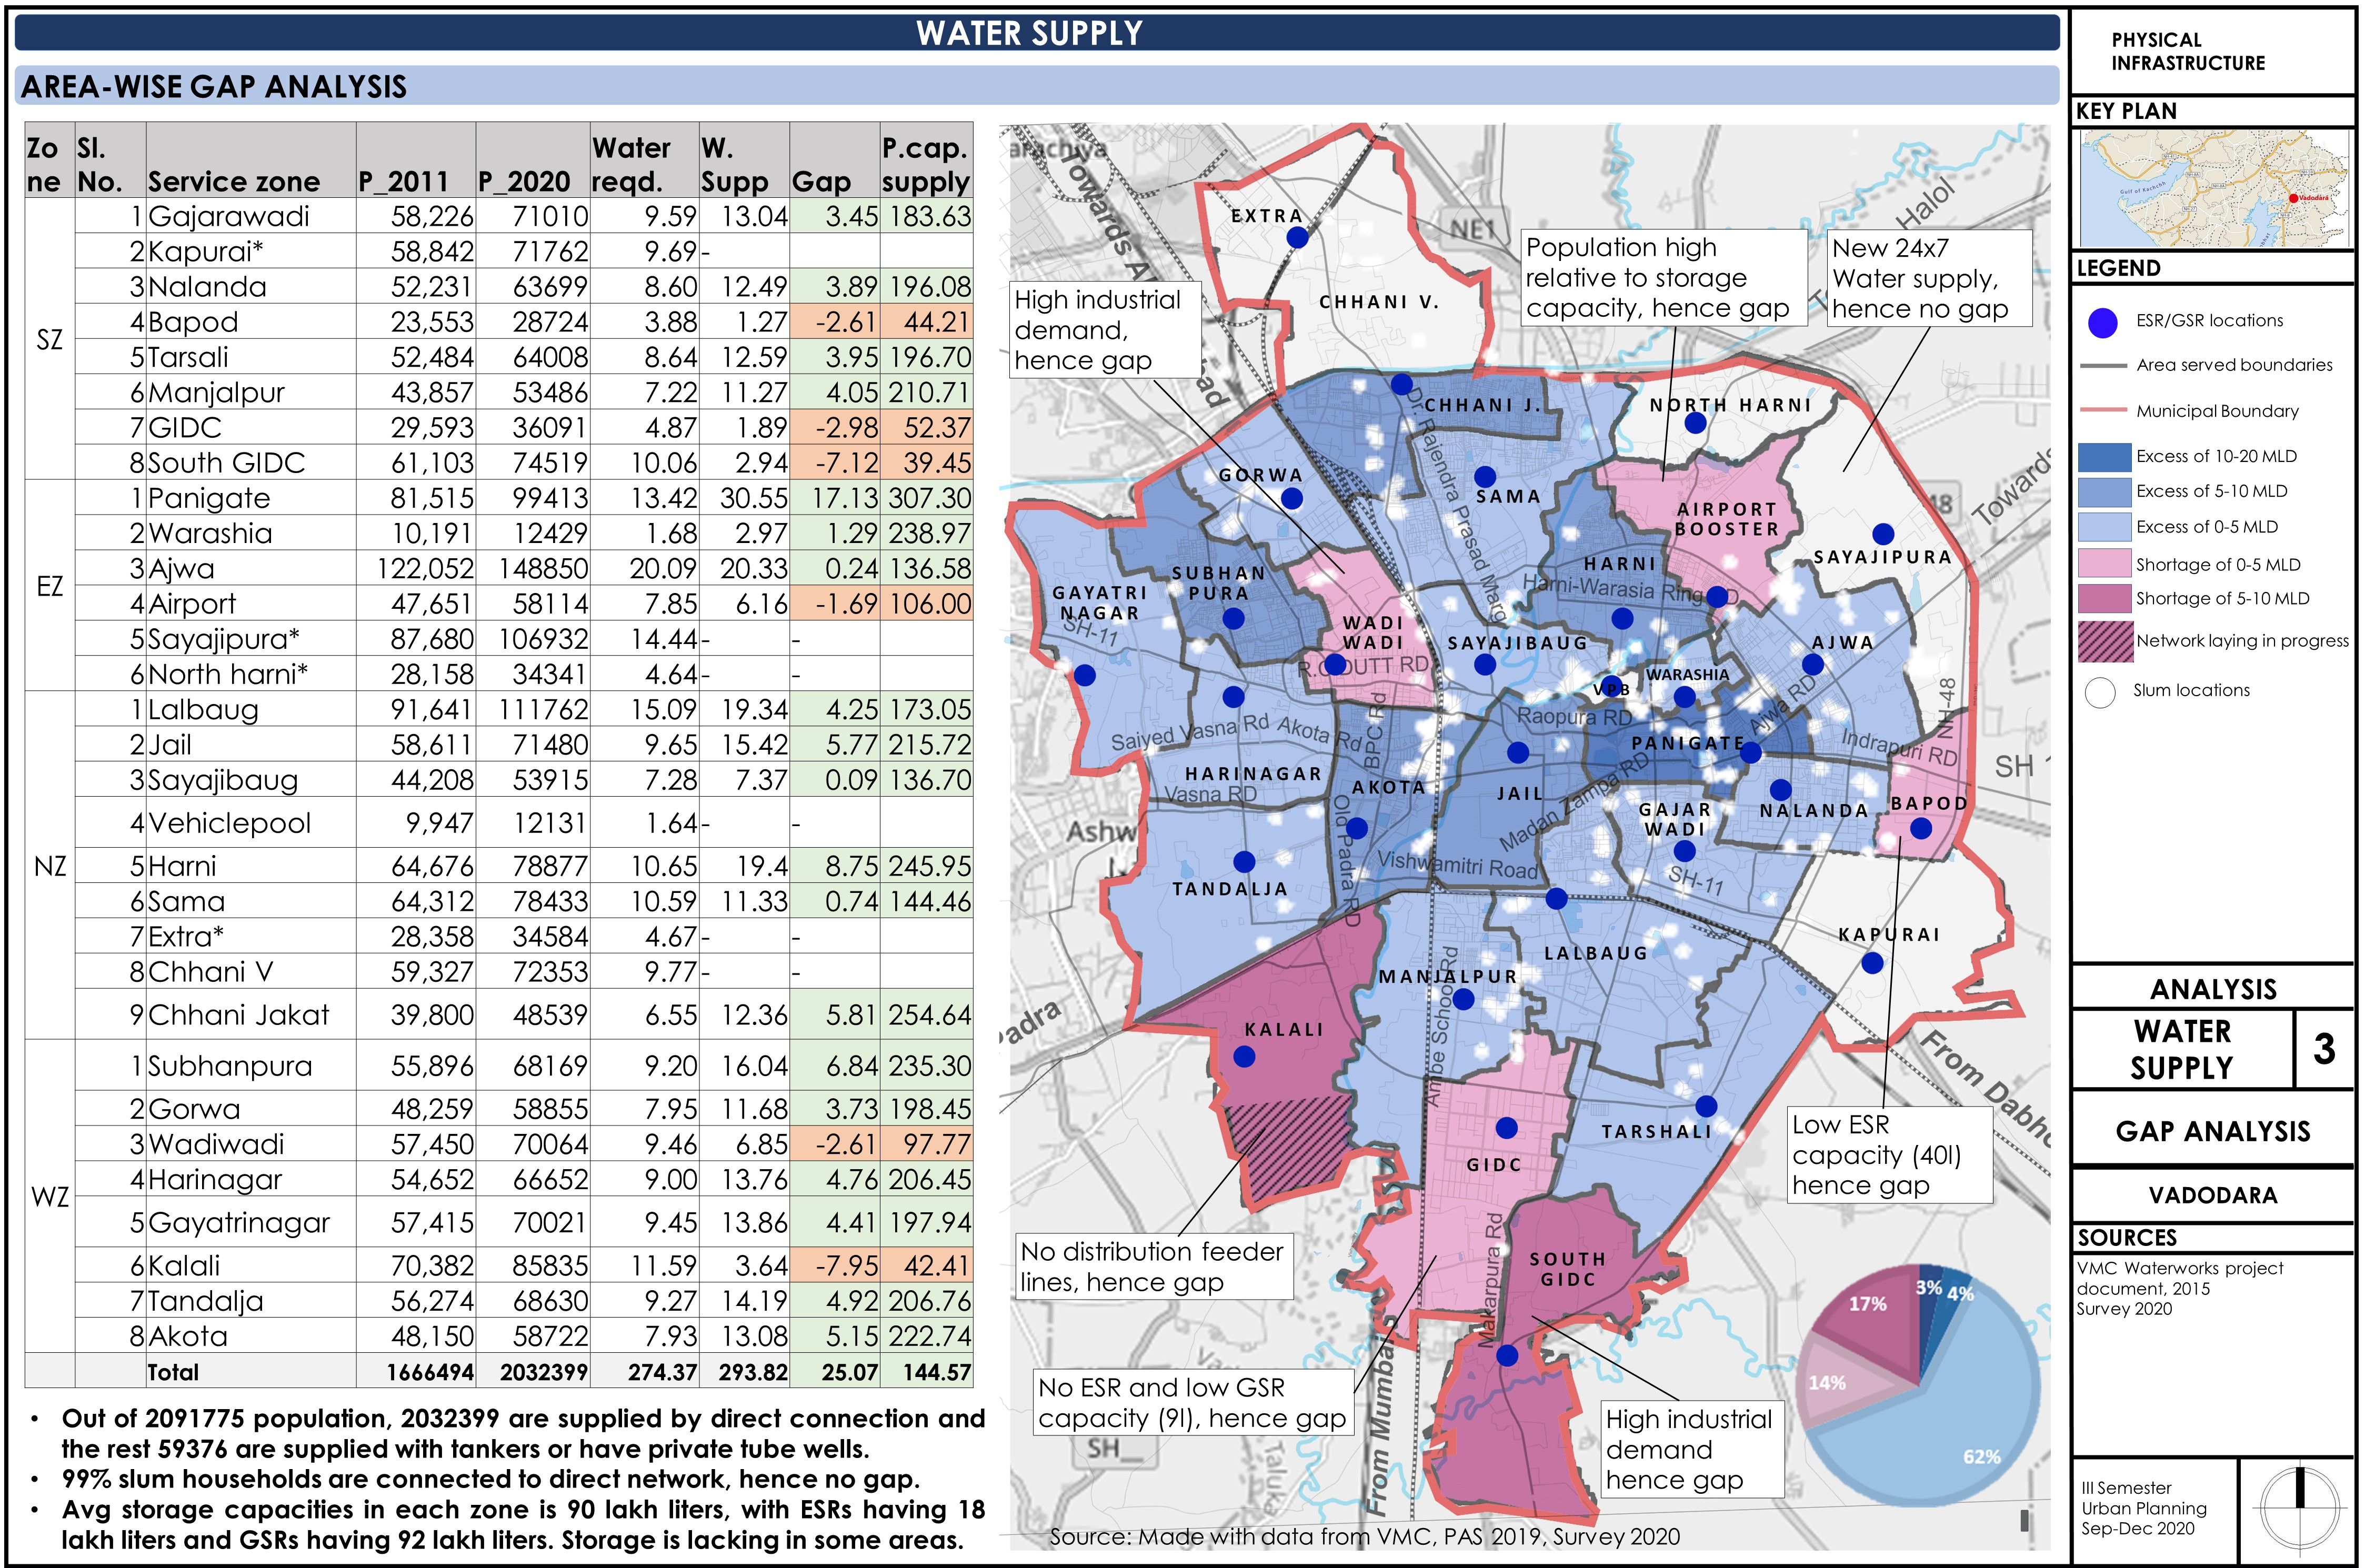 WATER SUPPLY
AREA-WISE GAP ANALYSIS
Zo ne Sl. No. Service zone P_2011 P_2020 Water reqd. W. Supp Gap P.cap. supply
SZ
1 Gajarawadi 58,226 71010 9.59 13.04 3.45 183.63
2 Kapurai* 58,842 71762 9.69 -
3 Nalanda 52,231 63699 8.60 12.49 3.89 196.08
4 Bapod 23,553 28724 3.88 1.27 -2.61 44.21
5 Tarsali 52,484 64008 8.64 12.59 3.95 196.70
6 Manjalpur 43,857 53486 7.22 11.27 4.05 210.71
7 GIDC 29,593 36091 4.87 1.89 -2.98 52.37
8 South GIDC 61,103 74519 10.06 2.94 -7.12 39.45
EZ
1 Panigate 81,515 99413 13.42 30.55 17.13 307.30
2 Warashia 10,191 12429 1.68 2.97 1.29 238.97
3 Ajwa 122,052 148850 20.09 20.33 0.24 136.58
4 Airport 47,651 58114 7.85 6.16 -1.69 106.00
5 Sayajipura* 87,680 106932 14.44 - -
6 North harni* 28,158 34341 4.64 - -
NZ
1 Lalbaug 91,641 111762 15.09 19.34 4.25 173.05
2 Jail 58,611 71480 9.65 15.42 5.77 215.72
3 Sayajibaug 44,208 53915 7.28 7.37 0.09 136.70
4 Vehiclepool 9,947 12131 1.64 - -
5 Harni 64,676 78877 10.65 19.4 8.75 245.95
6 Sama 64,312 78433 10.59 11.33 0.74 144.46
7 Extra* 28,358 34584 4.67 - -
8 Chhani V 59,327 72353 9.77 - -
9 Chhani Jakat 39,800 48539 6.55 12.36 5.81 254.64
WZ
1 Subhanpura 55,896 68169 9.20 16.04 6.84 235.30
2 Gorwa 48,259 58855 7.95 11.68 3.73 198.45
3 Wadiwadi 57,450 70064 9.46 6.85 -2.61 97.77
4 Harinagar 54,652 66652 9.00 13.76 4.76 206.45
5 Gayatrinagar 57,415 70021 9.45 13.86 4.41 197.94
6 Kalali 70,382 85835 11.59 3.64 -7.95 42.41
7 Tandalja 56,274 68630 9.27 14.19 4.92 206.76
8 Akota 48,150 58722 7.93 13.08 5.15 222.74
Total 1666494 2032399 274.37 293.82 25.07 144.57
• Out of 2091775 population, 2032399 are supplied by direct connection and
the rest 59376 are supplied with tankers or have private tube wells.
• 99% slum households are connected to direct network, hence no gap.
• Avg storage capacities in each zone is 90 lakh liters, with ESRs having 18
lakh liters and GSRs having 92 lakh liters. Storage is lacking in some areas.
EXTRA
NE1
Halol
CHHANI V.
High industrial
demand,
hence gap
Population high
relative to storage
capacity, hence gap
New 24x7
Water supply,
hence no gap
CHHANI J.
NORTH HARNI
GORWA
SAMA
Dr. Rajendra Prasad Marg
AIRPORT
BOOSTER
48
Towards
SAYAJIPURA
HARNI
Harni-Warasia Ring
SUBHAN
PURA
GAYATRI
NAGAR
SH-11
WADI
WADI
SAYAJIBAUG
AJWA
WARASHIA
VPB
Raopura RD
Ajwa RD
NH-48
Saiyed Vasna Rd
Akota Rd
BPC Rd
PANIGATE
Indrapuri RD
SH
HARINAGAR
Vasna RD
AKOTA
JAIL
Madan Zampa RD
GAJAR
WADI
NALANDA
BAPOD
Ashw
Old Padra RD
Vishwamitri Road
SH-11
TANDALJA
KAPURAI
LALBAUG
MANJALPUR
Padra
KALALI
Ambe School Rd
From Dabho
TARSHALI
GIDC
Low ESR
capacity (40l)
hence gap
No distribution feeder
lines, hence gap
Makarpura Rd
SOUTH
GIDC
No ESR and low GSR
capacity (9l), hence gap
From Mumbai
SH_
Taluka
High industrial
demand
hence gap
3%
4%
17%
14%
62%
Source: Made with data from VMC, PAS 2019, Survey 2020
PHYSICAL
INFRASTRUCTURE
KEY PLAN
Gulf of Kachchh
Vadodara
LEGEND
ESR/GSR locations
Area served boundaries
Municipal Boundary
Excess of 10-20 MLD
Excess of 5-10 MLD
Excess of 0-5 MLD
Shortage of 0-5 MLD
Shortage of 5-10 MLD
Network laying in progress
Slum locations
ANALYSIS
WATER
SUPPLY
3
GAP ANALYSIS
VADODARA
SOURCES
VMC Waterworks project
document, 2015
Survey 2020
III Semester
Urban Planning
Sep-Dec 2020